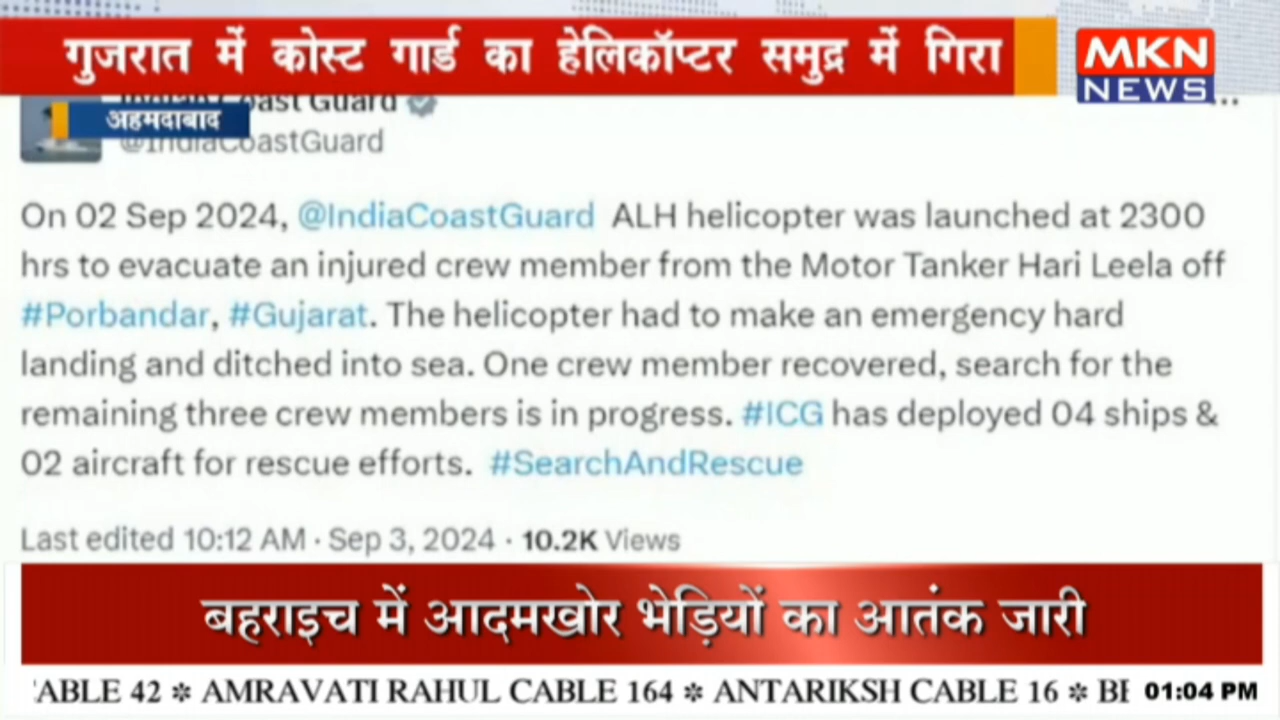 गुजरात में कोस्ट गार्ड का हेलिकॉप्टर समुद्र में गिरा
MKN
NEWS
Indian Coast Guard
अहमदाबाद
@IndiaCoastGuard
On 02 Sep 2024, @IndiaCoastGuard ALH helicopter was launched at 2300
hrs to evacuate an injured crew member from the Motor Tanker Hari Leela off
#Porbandar, #Gujarat. The helicopter had to make an emergency hard
landing and ditched into sea. One crew member recovered, search for the
remaining three crew members is in progress. #ICG has deployed 04 ships &
02 aircraft for rescue efforts. #SearchAndRescue
Last edited 10:12 AM · Sep 3, 2024 · 10.2K Views
बहराइच में आदमखोर भेड़ियों का आतंक जारी
ABLE 42 ✻ AMRAVATI RAHUL CABLE 164 ✻ ANTARIKSH CABLE 16 ✻ 01:04 PM